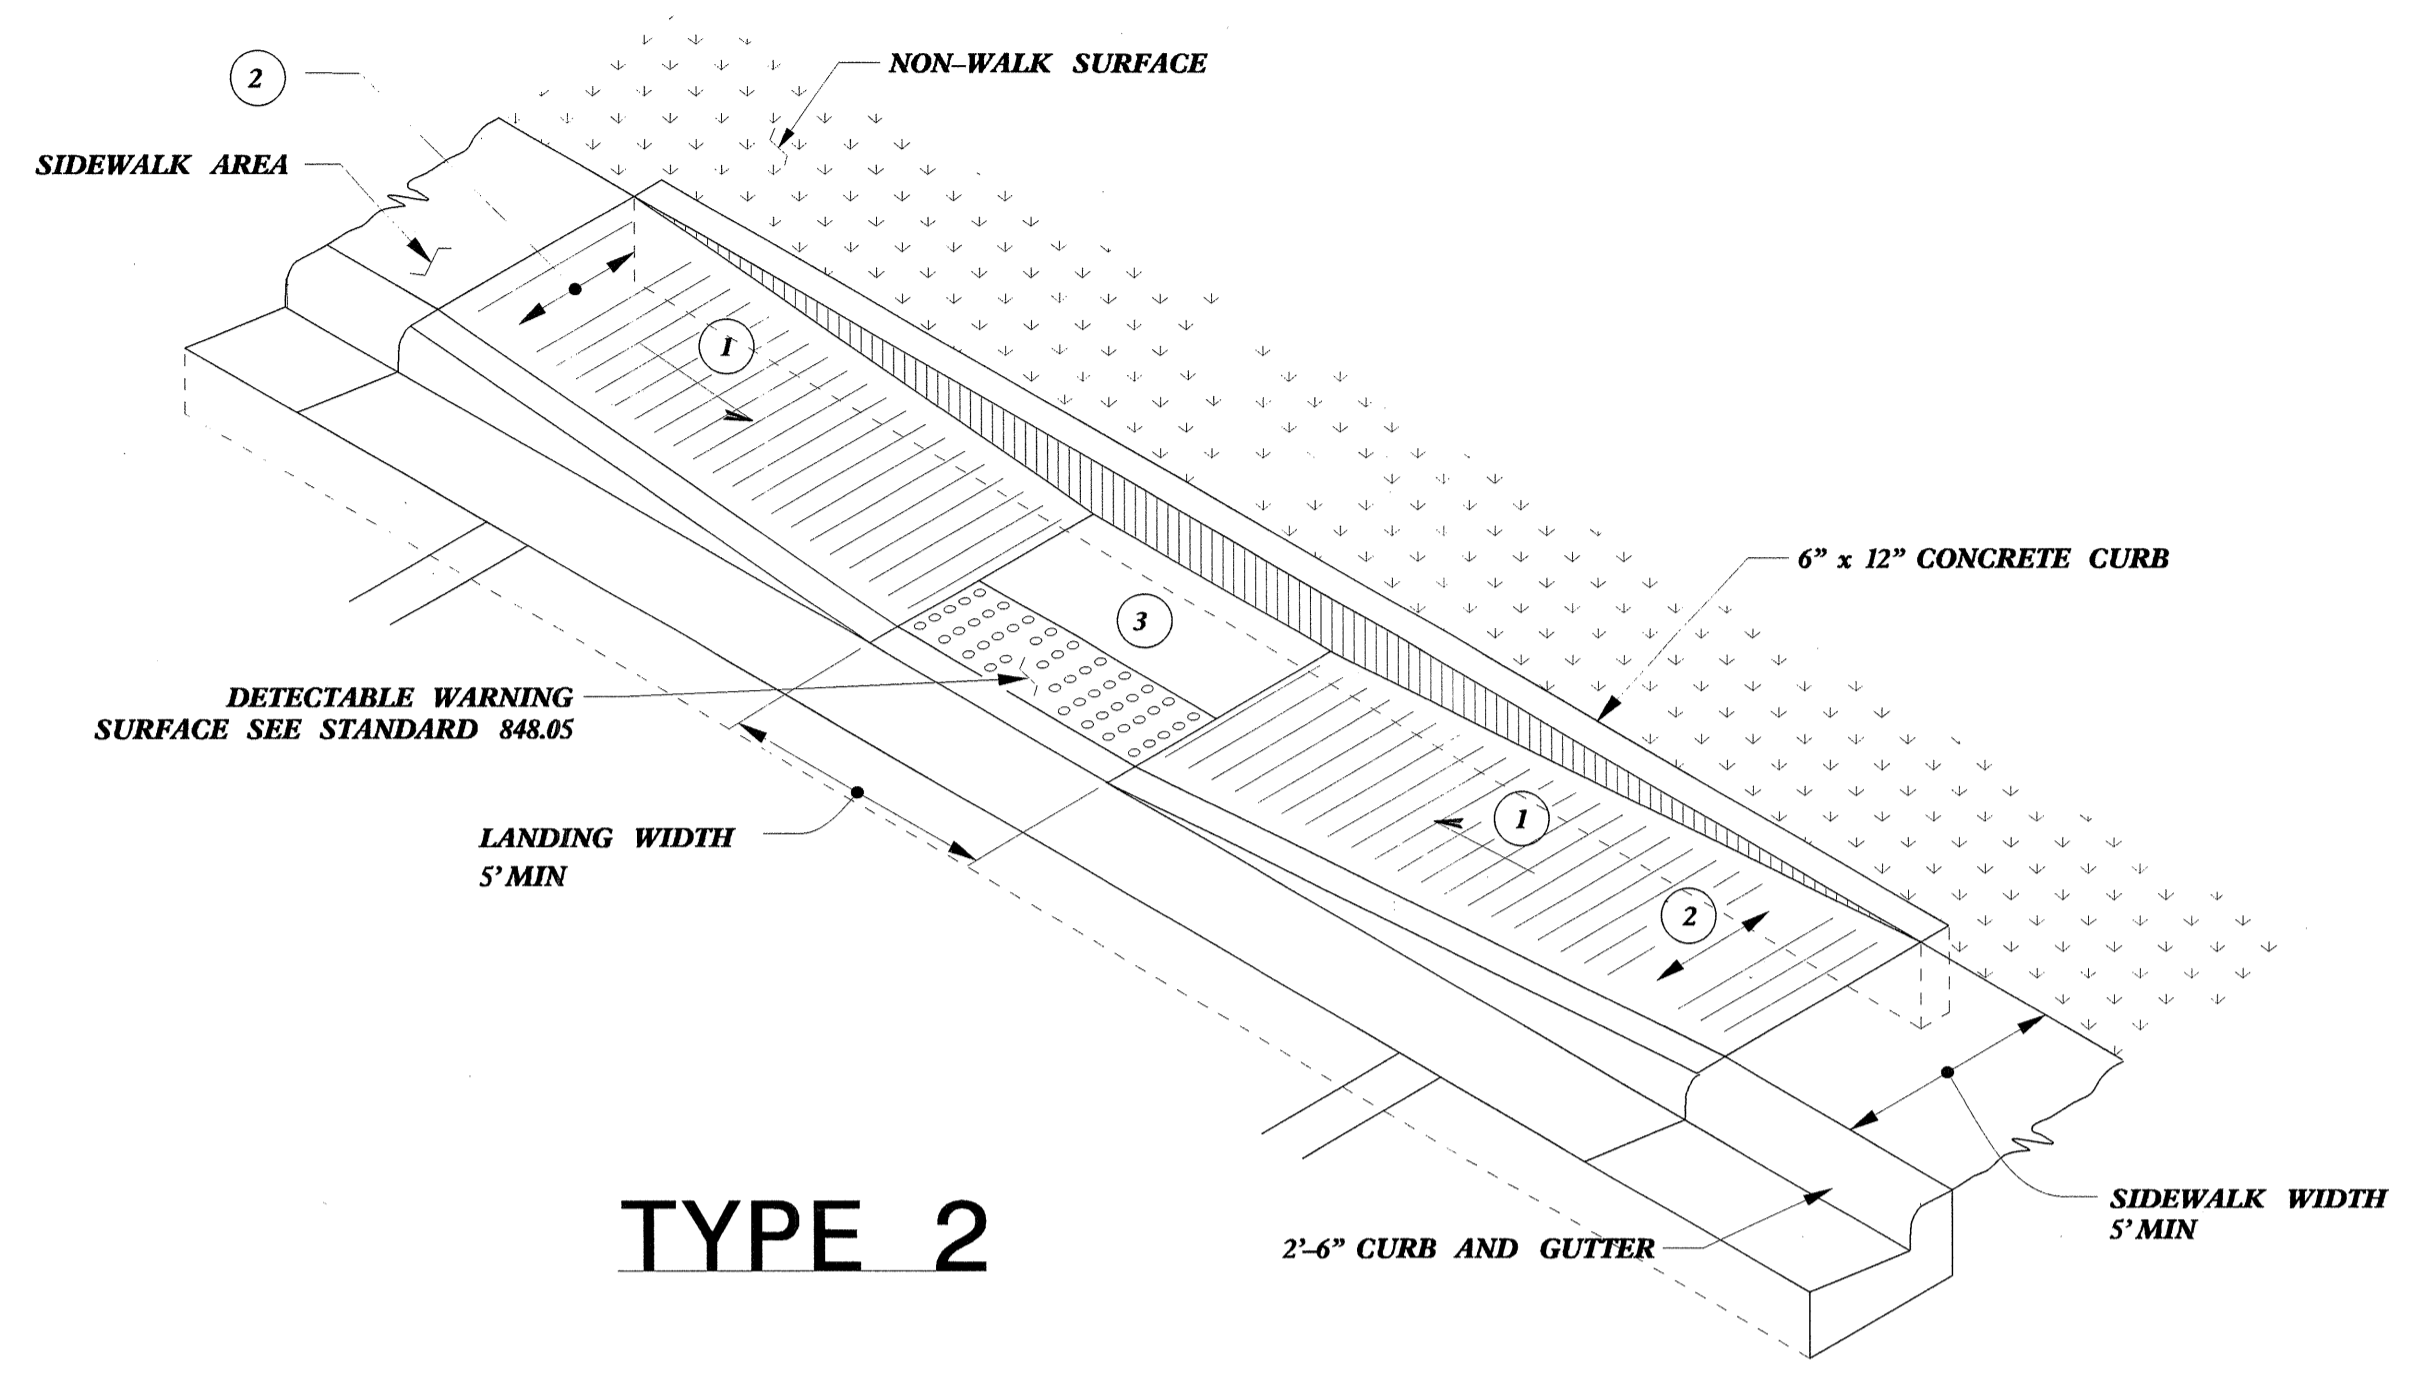 2
NON–WALK SURFACE
SIDEWALK AREA
1
6” x 12” CONCRETE CURB
3
DETECTABLE WARNING
SURFACE SEE STANDARD 848.05
1
LANDING WIDTH
5’ MIN
2
SIDEWALK WIDTH
5’ MIN
2’–6” CURB AND GUTTER
TYPE 2